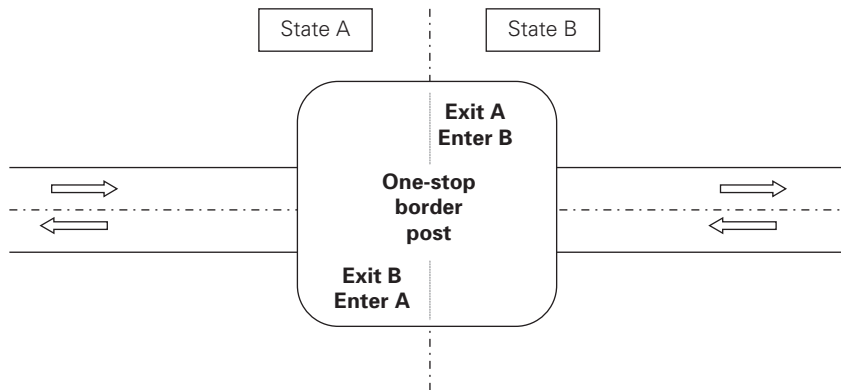 State A
State B
Exit A
Enter B
One-stop
border
post
Exit B
Enter A